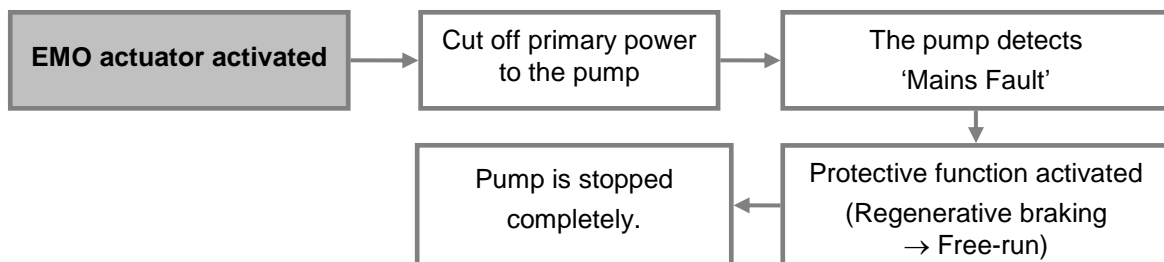 EMO actuator activated
Cut off primary power
to the pump
The pump detects
‘Mains Fault’
Protective function activated
(Regenerative braking
→ Free-run)
Pump is stopped
completely.